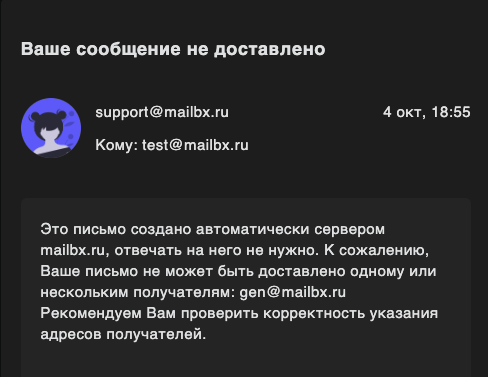 Ваше сообщение не доставлено
support@mailbx.ru
4 окт, 18:55
Кому: test@mailbx.ru
Это письмо создано автоматически сервером
mailbx.ru, отвечать на него не нужно. К сожалению,
Ваше письмо не может быть доставлено одному или
нескольким получателям: gen@mailbx.ru
Рекомендуем Вам проверить корректность указания
адресов получателей.